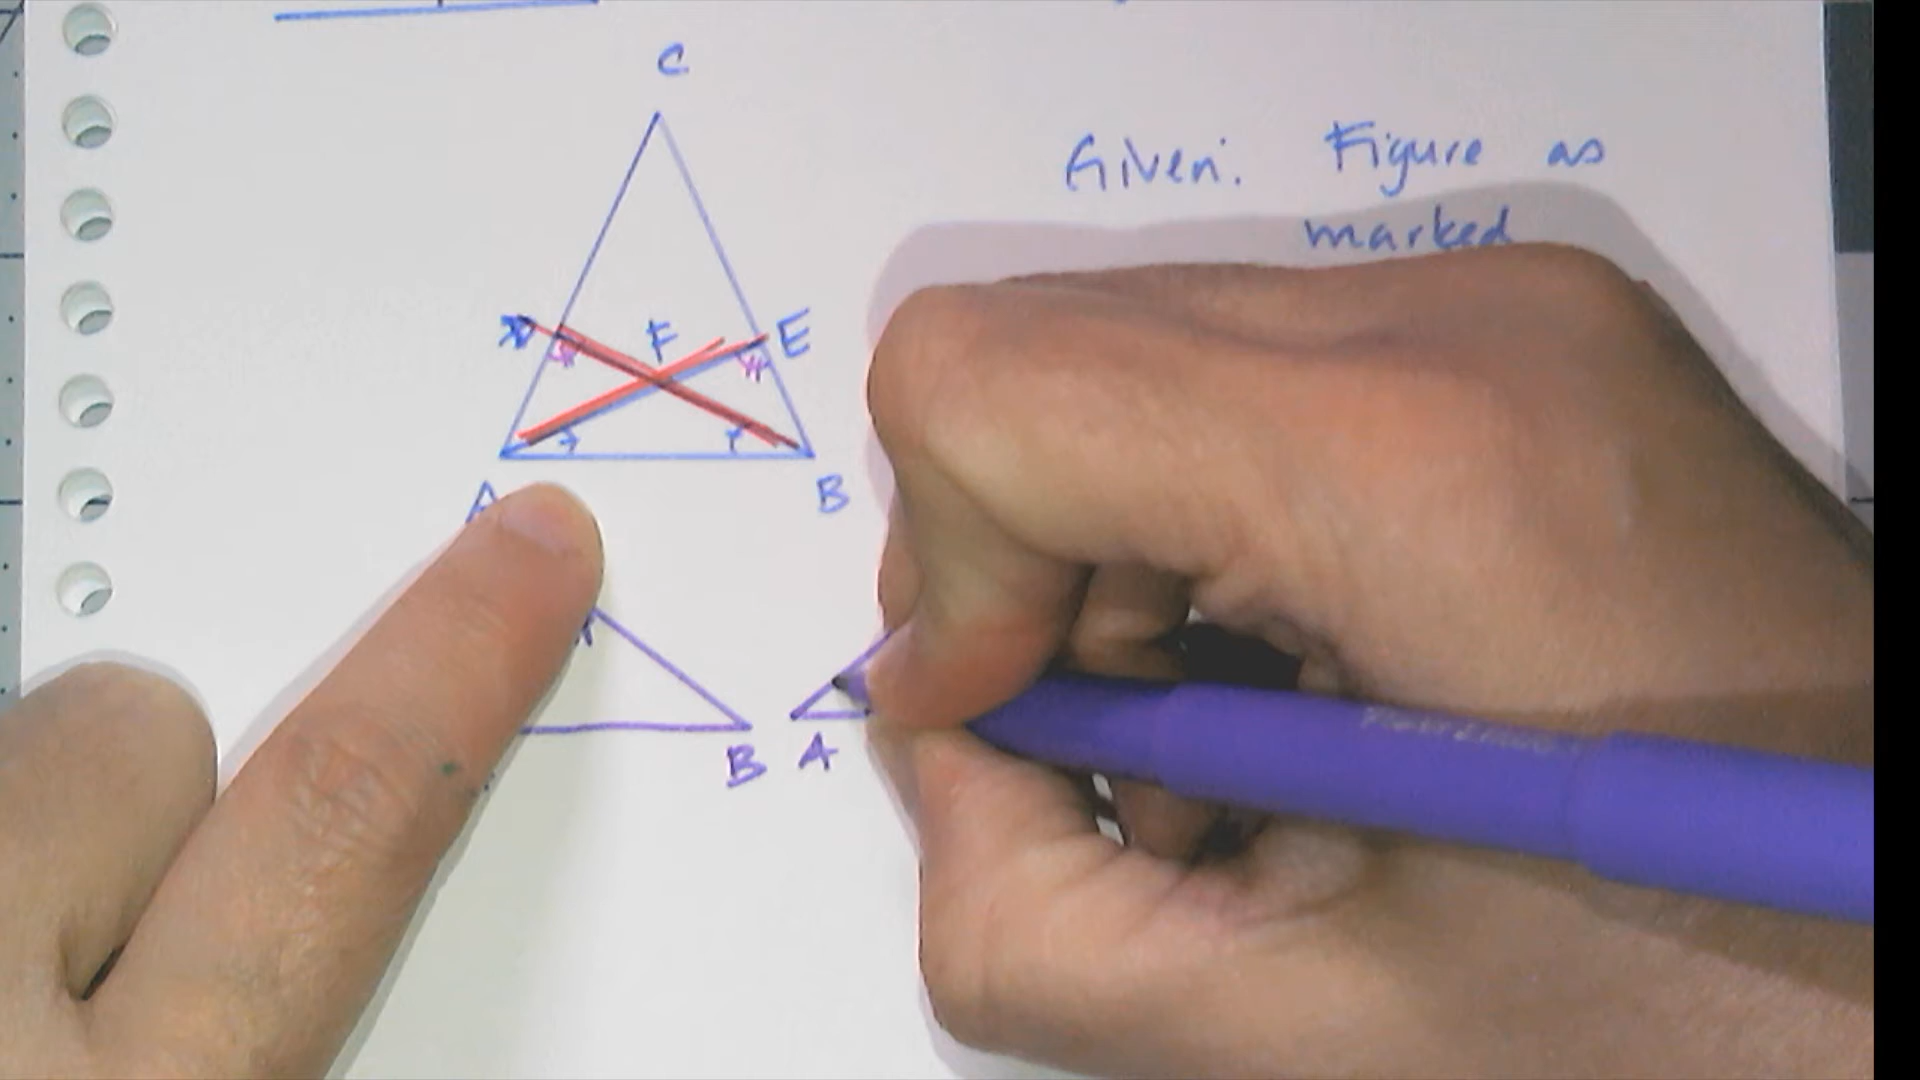 C
Given: Figure as
marked
D F E
A B
B A